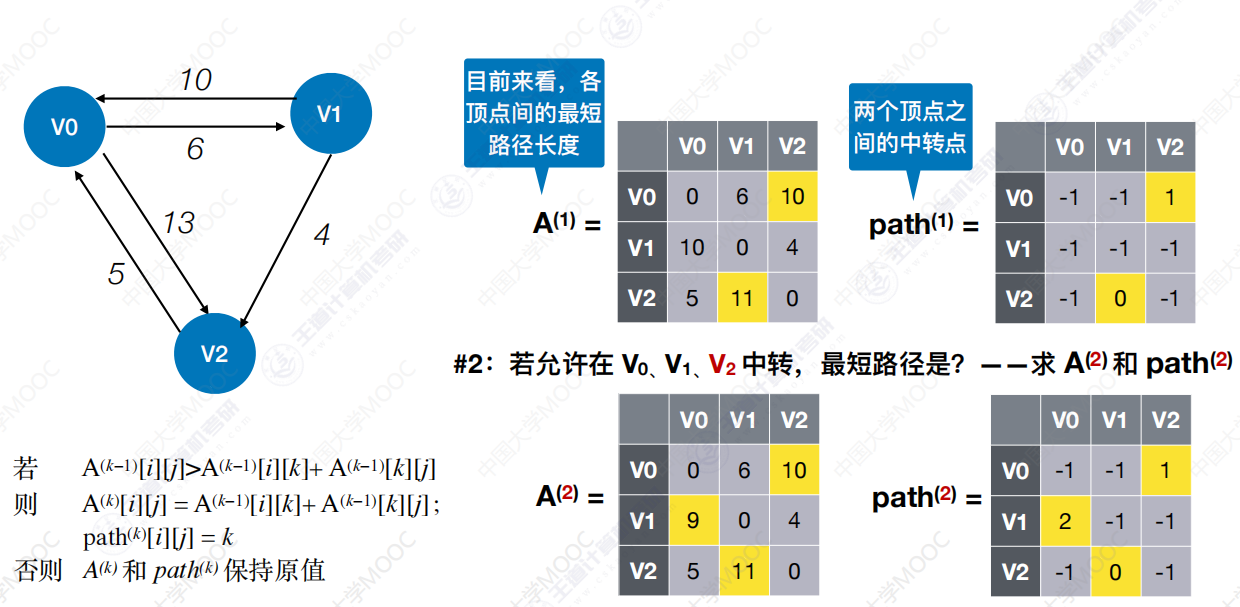 10
V0
V1
6
13
4
5
V2
目前来看，各
顶点间的最短
路径长度
两个顶点之
间的中转点
A(1) =
V0 V1 V2
V0 0 6 10
V1 10 0 4
V2 5 11 0
path(1) =
V0 V1 V2
V0 -1 -1 1
V1 -1 -1 -1
V2 -1 0 -1
#2：若允许在 V0、V1、V2 中转，最短路径是？——求 A(2) 和 path(2)
A(2) =
V0 V1 V2
V0 0 6 10
V1 9 0 4
V2 5 11 0
path(2) =
V0 V1 V2
V0 -1 -1 1
V1 2 -1 -1
V2 -1 0 -1
若 A(k−1)[i][j]>A(k−1)[i][k]+ A(k−1)[k][j]
则 A(k)[i][j] = A(k−1)[i][k]+ A(k−1)[k][j] ;
path(k)[i][j] = k
否则 A(k) 和 path(k) 保持原值
中国大学MOOC
王道计算机考研